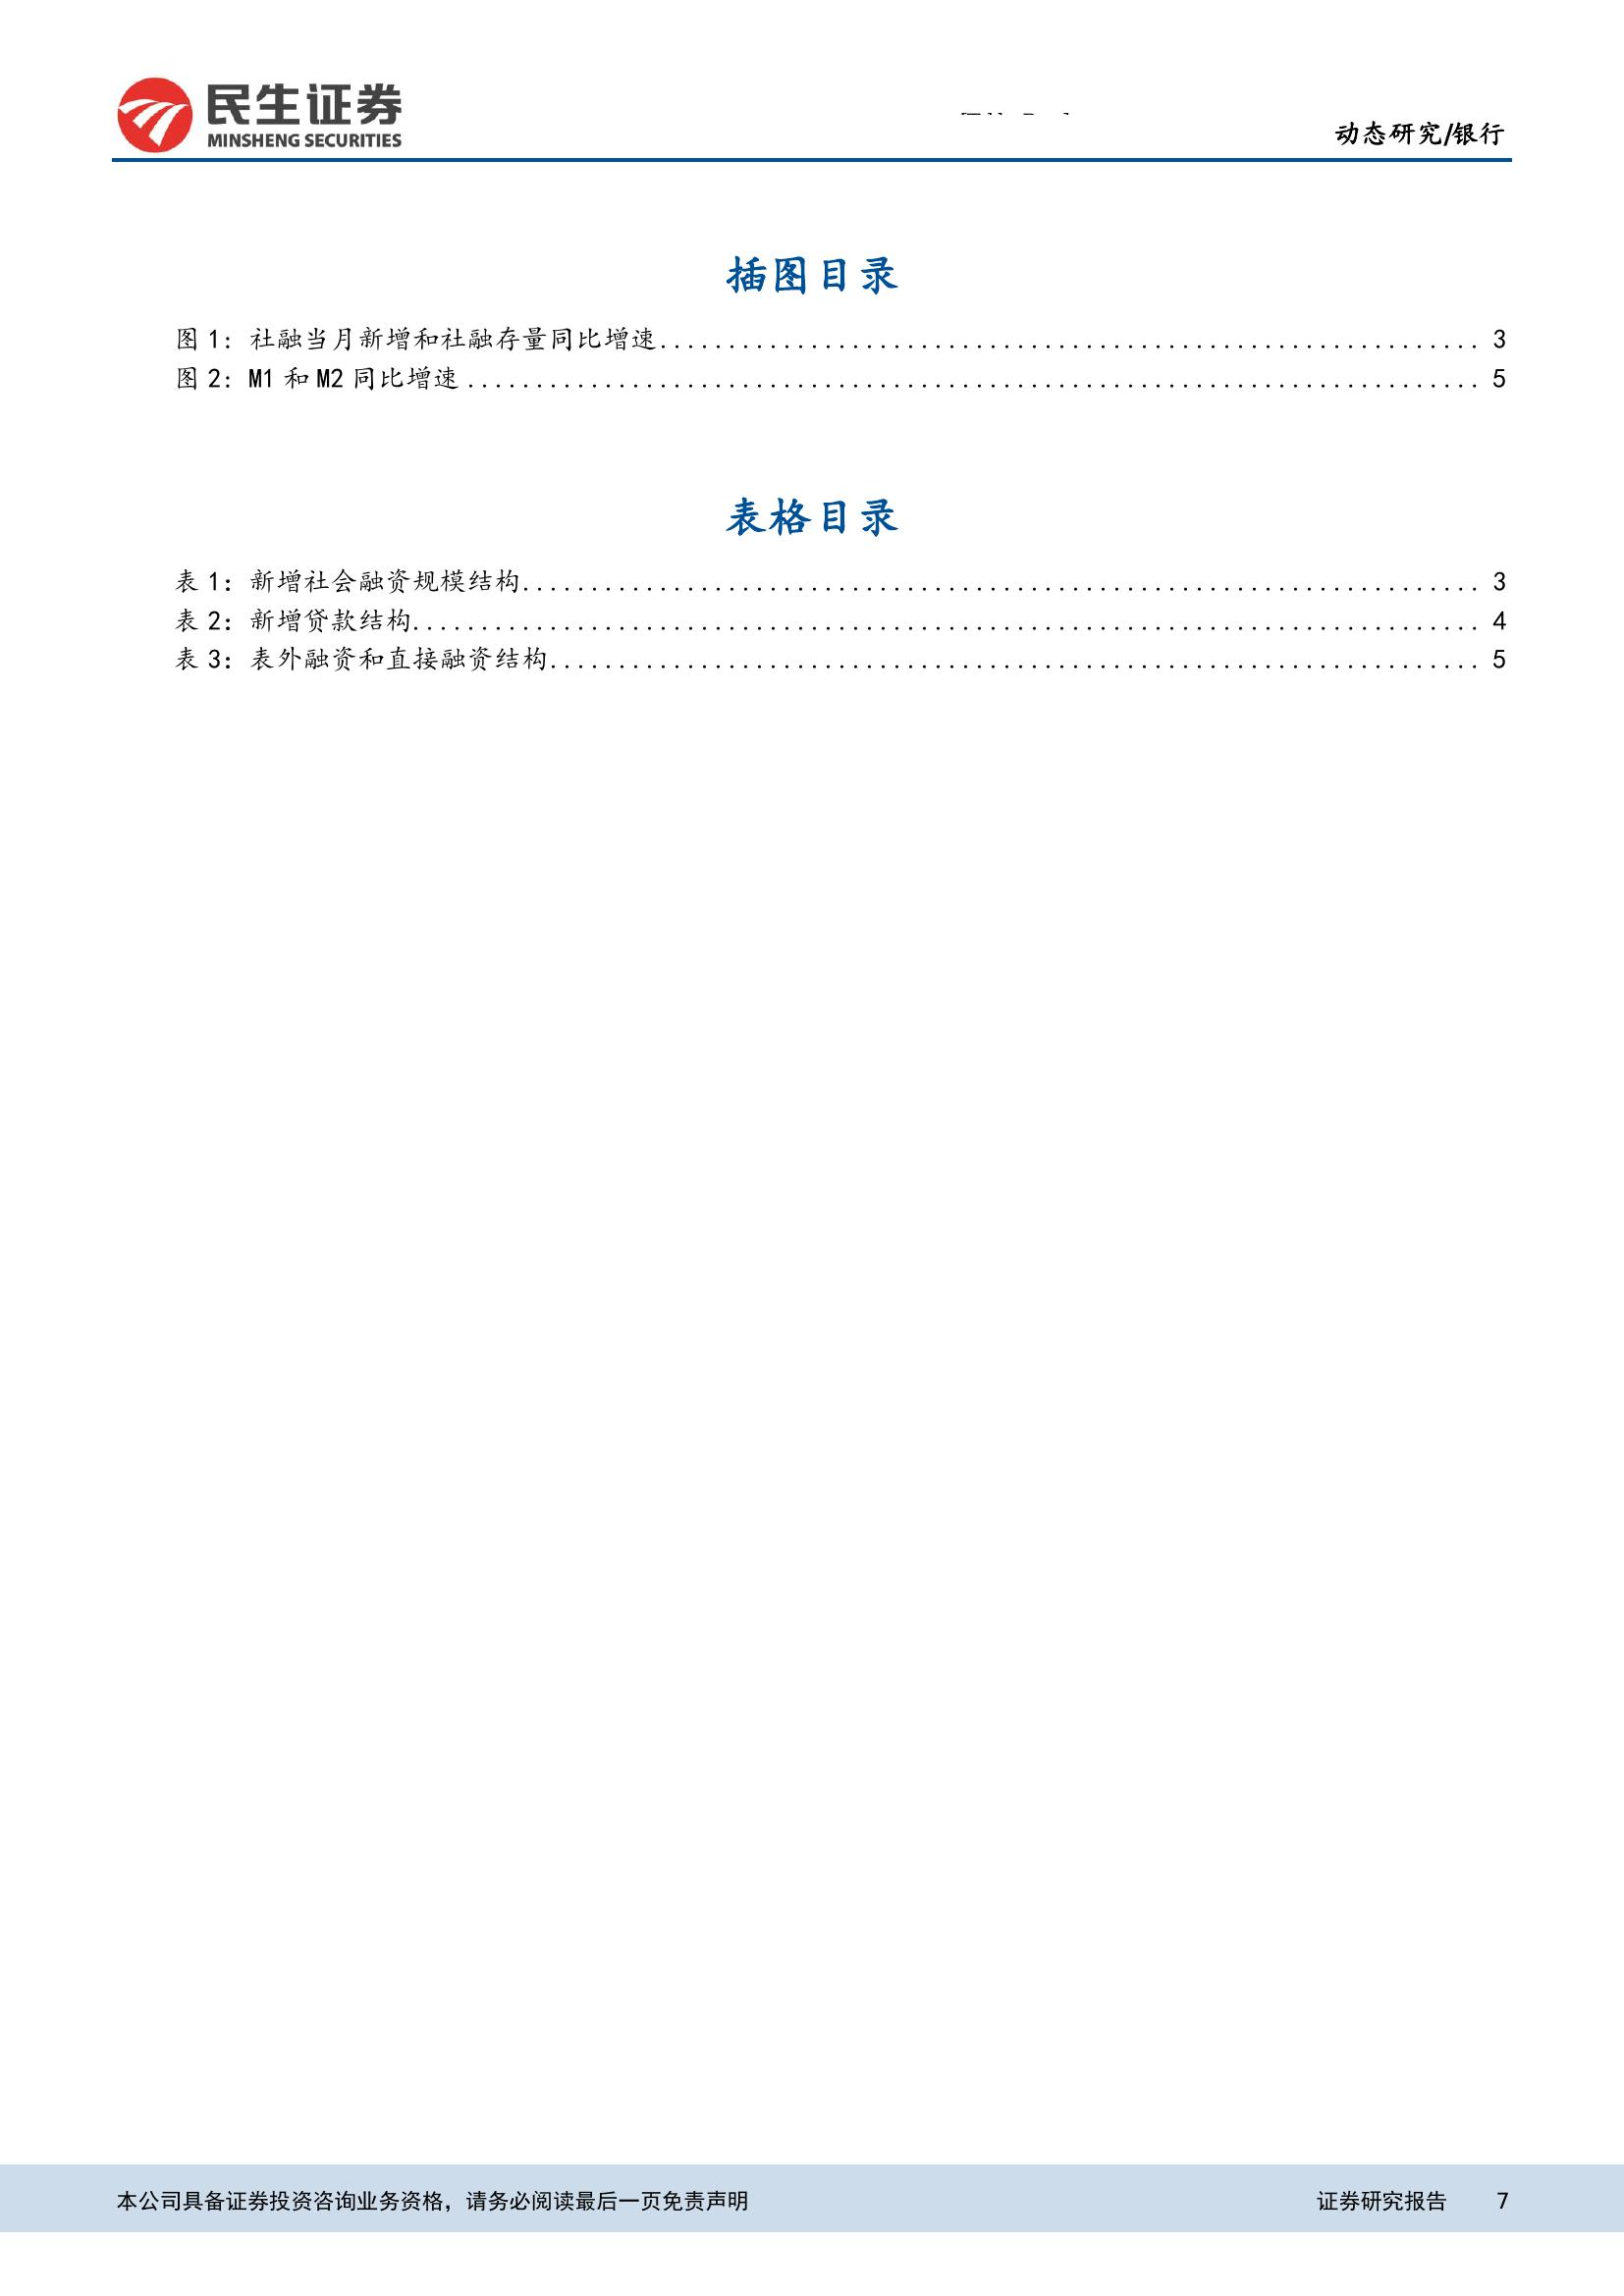 民生证券
MINSHENG SECURITIES
动态研究/银行
插图目录
图 1：社融当月新增和社融存量同比增速............................................................ 3
图 2：M1 和 M2 同比增速.......................................................................... 5
表格目录
表 1：新增社会融资规模结构...................................................................... 3
表 2：新增贷款结构.............................................................................. 4
表 3：表外融资和直接融资结构.................................................................... 5
本公司具备证券投资咨询业务资格，请务必阅读最后一页免责声明
证券研究报告 7